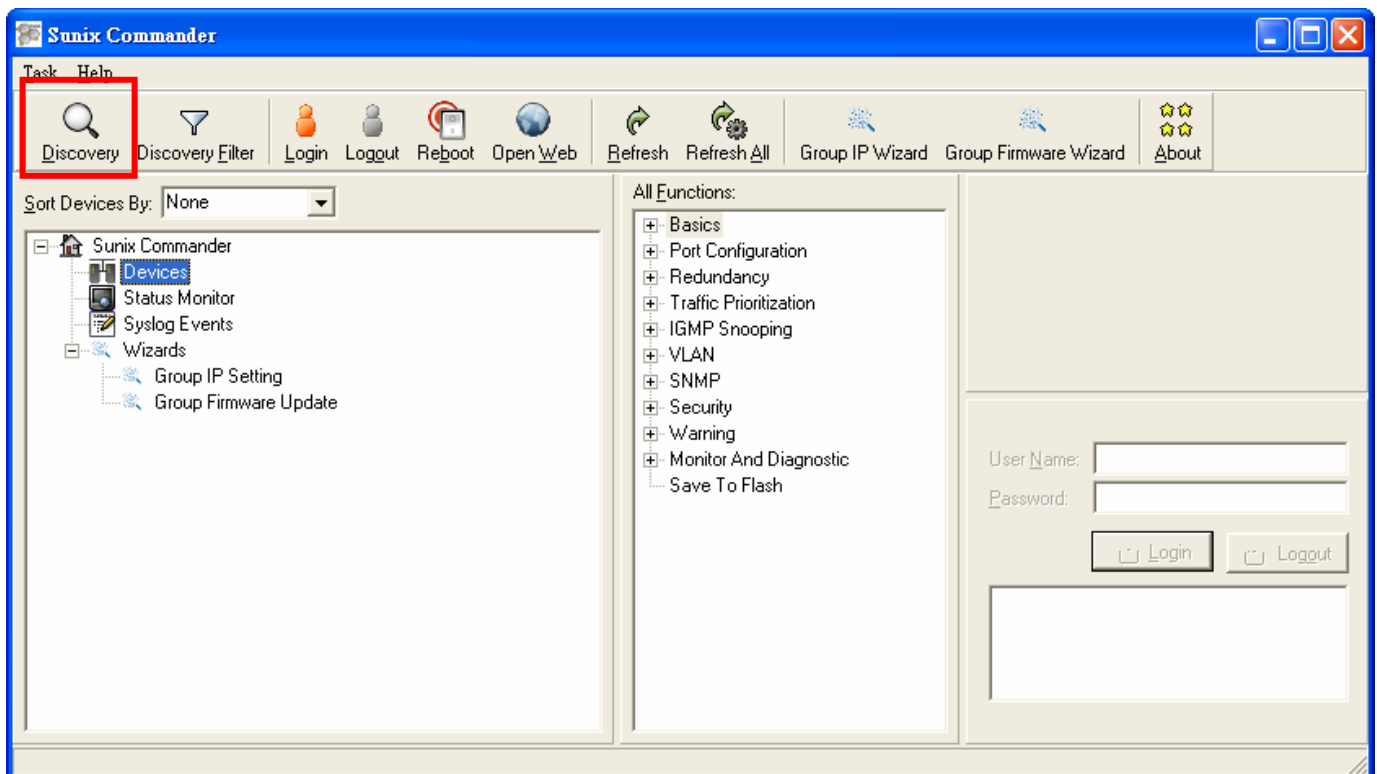 Sunix Commander
Task Help
Discovery Discovery Filter Login Logout Reboot Open Web Refresh Refresh All Group IP Wizard Group Firmware Wizard About
Sort Devices By: None
Sunix Commander
Devices
Status Monitor
Syslog Events
Wizards
Group IP Setting
Group Firmware Update
All Functions:
Basics
Port Configuration
Redundancy
Traffic Prioritization
IGMP Snooping
VLAN
SNMP
Security
Warning
Monitor And Diagnostic
Save To Flash
User Name:
Password:
Login Logout